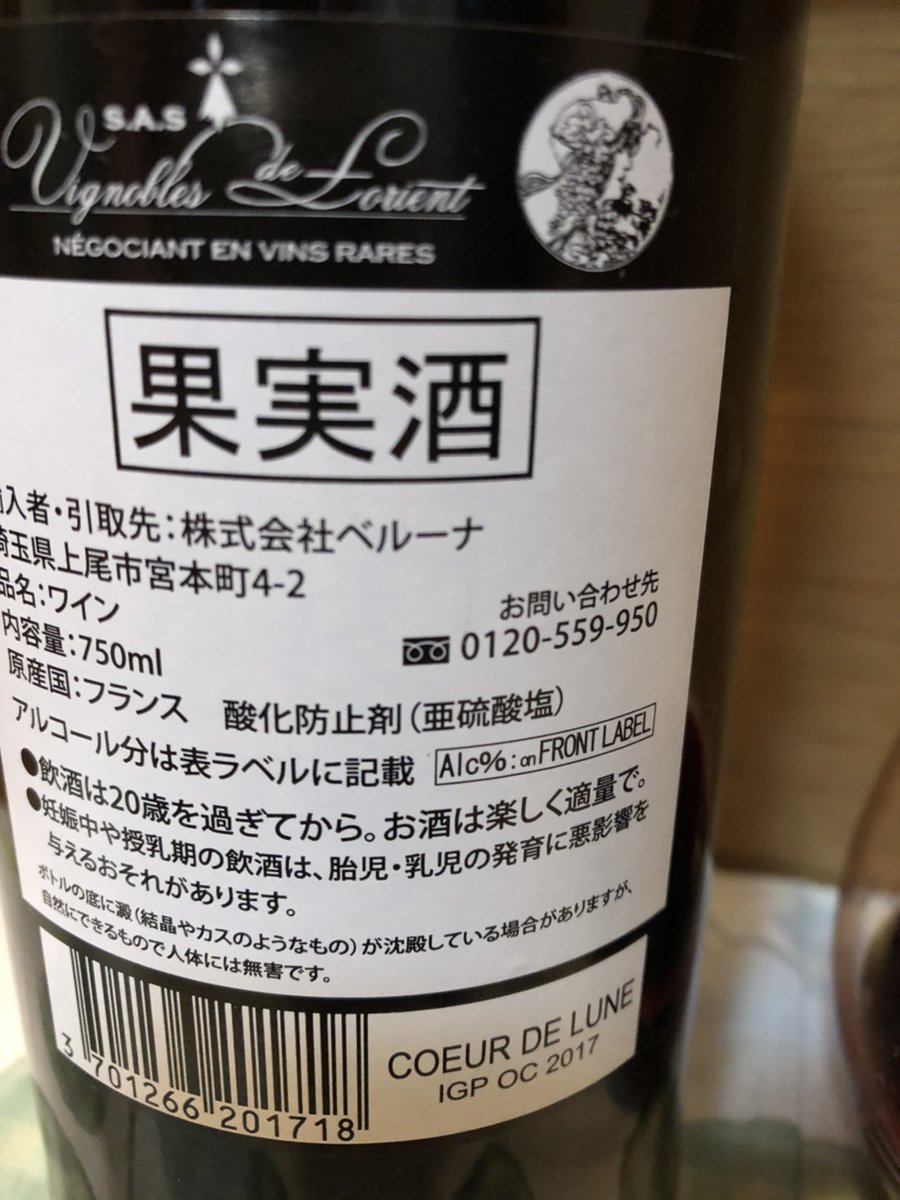 S.A.S
Vignobles de Lorient
NÉGOCIANT EN VINS RARES
果実酒
入者・引取先：株式会社ベルーナ
埼玉県上尾市宮本町4-2
品名：ワイン
お問い合わせ先
内容量：750ml
0120-559-950
原産国：フランス
酸化防止剤（亜硫酸塩）
アルコール分は表ラベルに記載
Alc%：on FRONT LABEL
●飲酒は20歳を過ぎてから。お酒は楽しく適量で。
●妊娠中や授乳期の飲酒は、胎児・乳児の発育に悪影響を
与えるおそれがあります。
ボトルの底に澱（結晶やカスのようなもの）が沈殿している場合がありますが、
自然にできるもので人体には無害です。
COEUR DE LUNE
IGP OC 2017
3 701266 201718